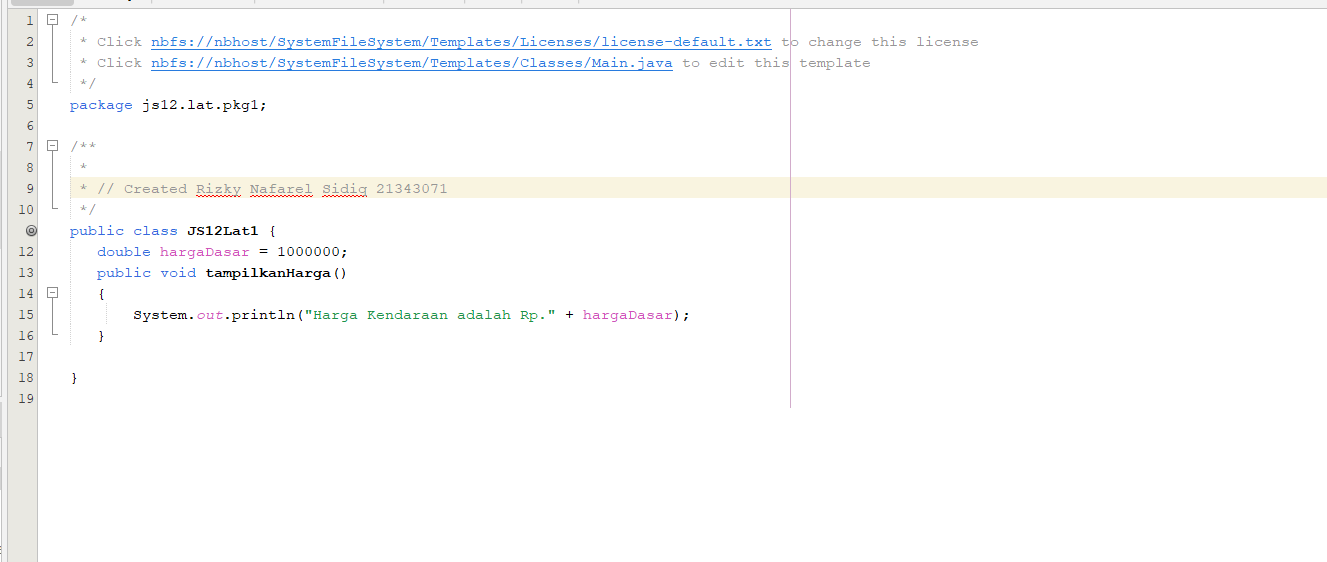 1 /*
2  * Click nbfs://nbhost/SystemFileSystem/Templates/Licenses/license-default.txt to change this license
3  * Click nbfs://nbhost/SystemFileSystem/Templates/Classes/Main.java to edit this template
4  */
5 package js12.lat.pkg1;
6
7 /**
8  *
9  * // Created Rizky Nafarel Sidiq 21343071
10  */
public class JS12Lat1 {
12    double hargaDasar = 1000000;
13    public void tampilkanHarga()
14    {
15        System.out.println("Harga Kendaraan adalah Rp." + hargaDasar);
16    }
17
18 }
19